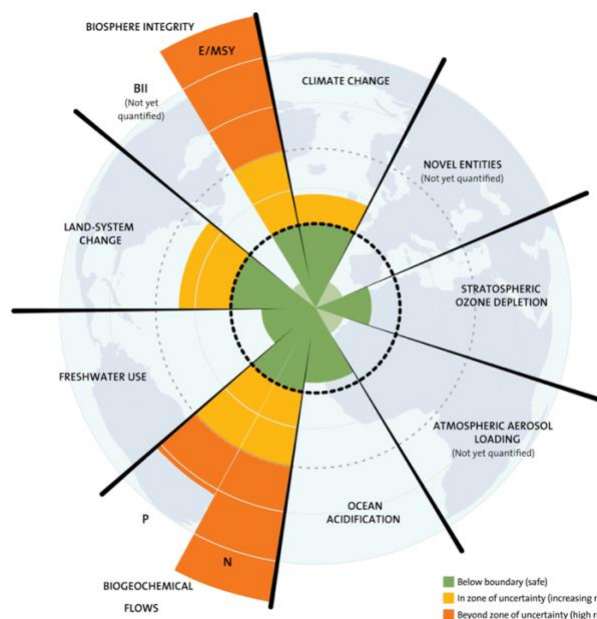 BIOSPHERE INTEGRITY
E/MSY
CLIMATE CHANGE
BII
(Not yet
quantified)
NOVEL ENTITIES
(Not yet quantified)
LAND-SYSTEM
CHANGE
STRATOSPHERIC
OZONE DEPLETION
FRESHWATER USE
ATMOSPHERIC AEROSOL
LOADING
(Not yet quantified)
OCEAN
ACIDIFICATION
P
N
BIOGEOCHEMICAL
FLOWS
Below boundary (safe)
In zone of uncertainty (increasing
Beyond zone of uncertainty (high